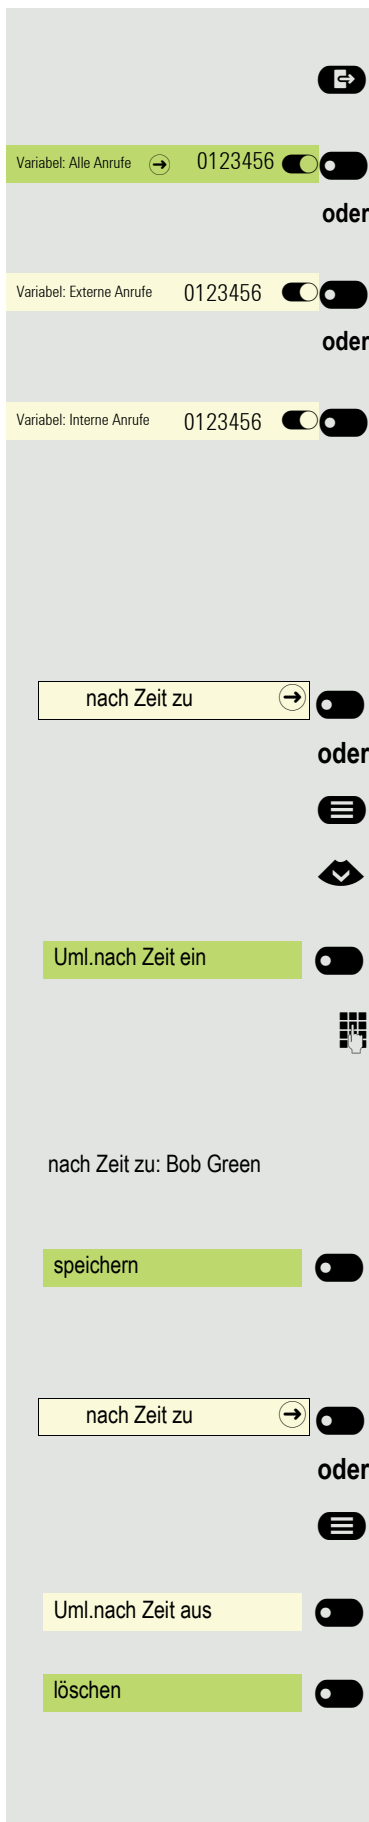 Variabel: Alle Anrufe 0123456
oder
Variabel: Externe Anrufe 0123456
oder
Variabel: Interne Anrufe 0123456
nach Zeit zu
oder
Uml.nach Zeit ein
nach Zeit zu: Bob Green
speichern
nach Zeit zu
oder
Uml.nach Zeit aus
löschen